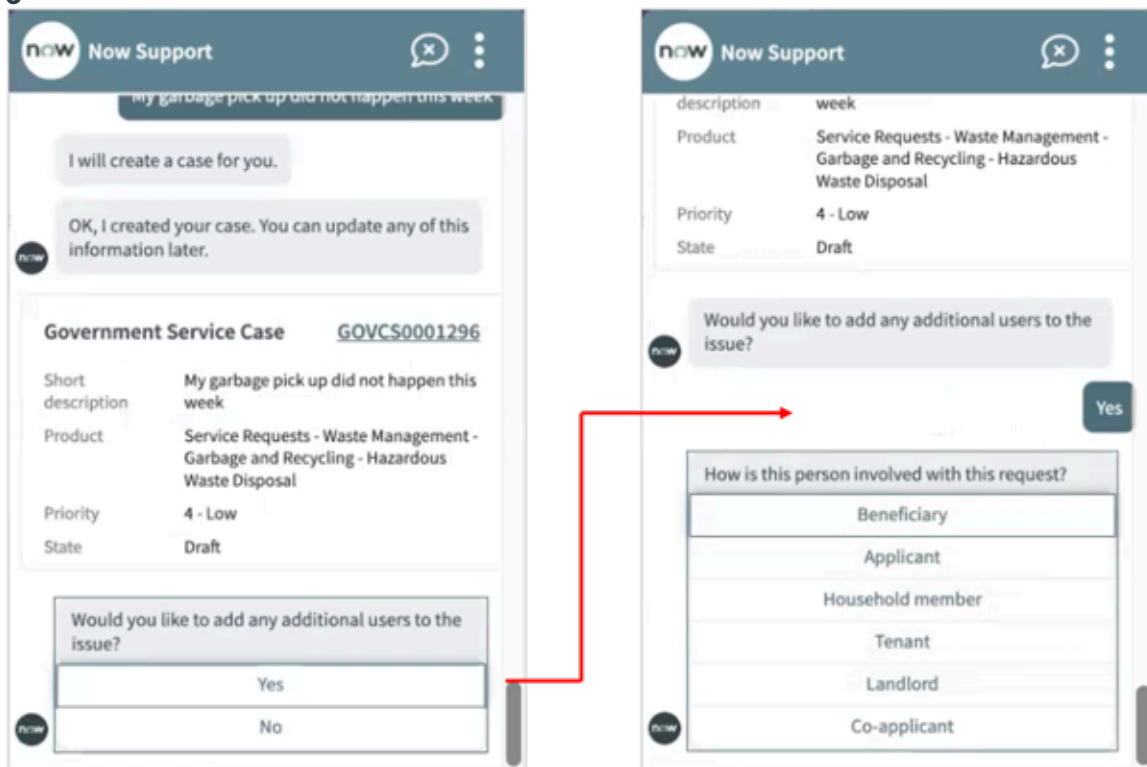 now Now Support
My garbage pick up did not happen this week
I will create a case for you.
OK, I created your case. You can update any of this
information later.
now
Government Service Case GOVCS0001296
Short My garbage pick up did not happen this
description week
Product Service Requests - Waste Management -
Garbage and Recycling - Hazardous
Waste Disposal
Priority 4 - Low
State Draft
Would you like to add any additional users to the
issue?
Yes
now No
now Now Support
description week
Product Service Requests - Waste Management -
Garbage and Recycling - Hazardous
Waste Disposal
Priority 4 - Low
State Draft
Would you like to add any additional users to the
now issue?
Yes
How is this person involved with this request?
Beneficiary
Applicant
Household member
Tenant
Landlord
now Co-applicant